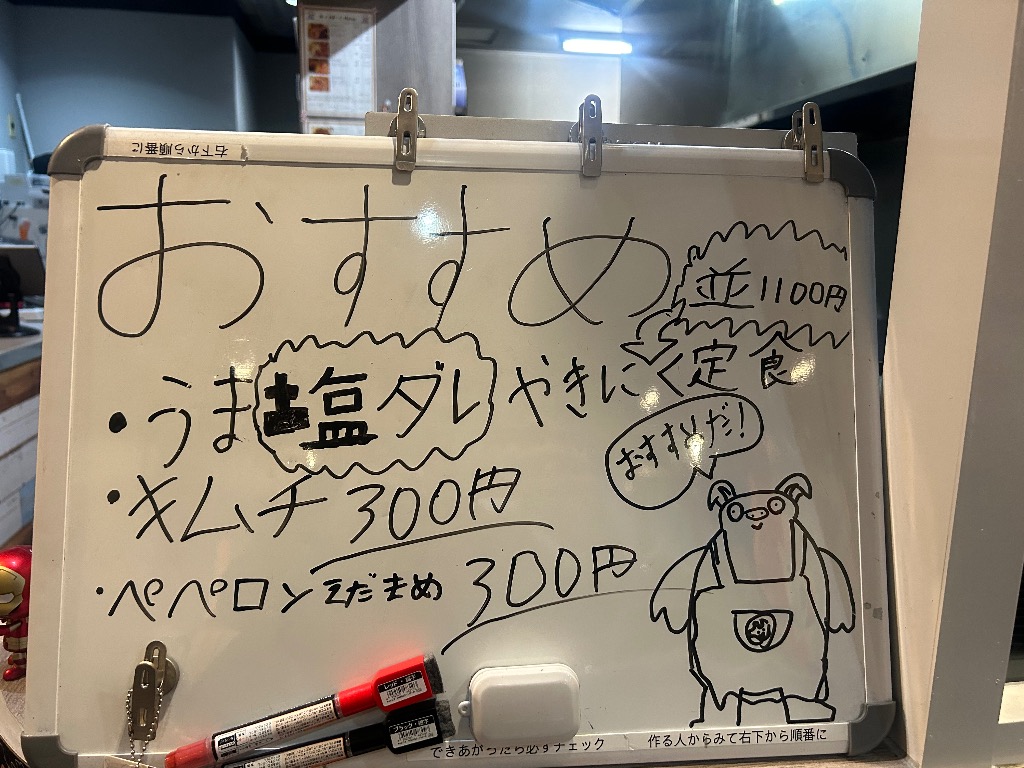 右下から順番に
おすすめ
並1100円
・うま塩ダレやきにく定食
おすすめだ!
・キムチ300円
・ペペロンえだまめ 300円
できあがったら必ずチェック
作る人からみて右下から順番に